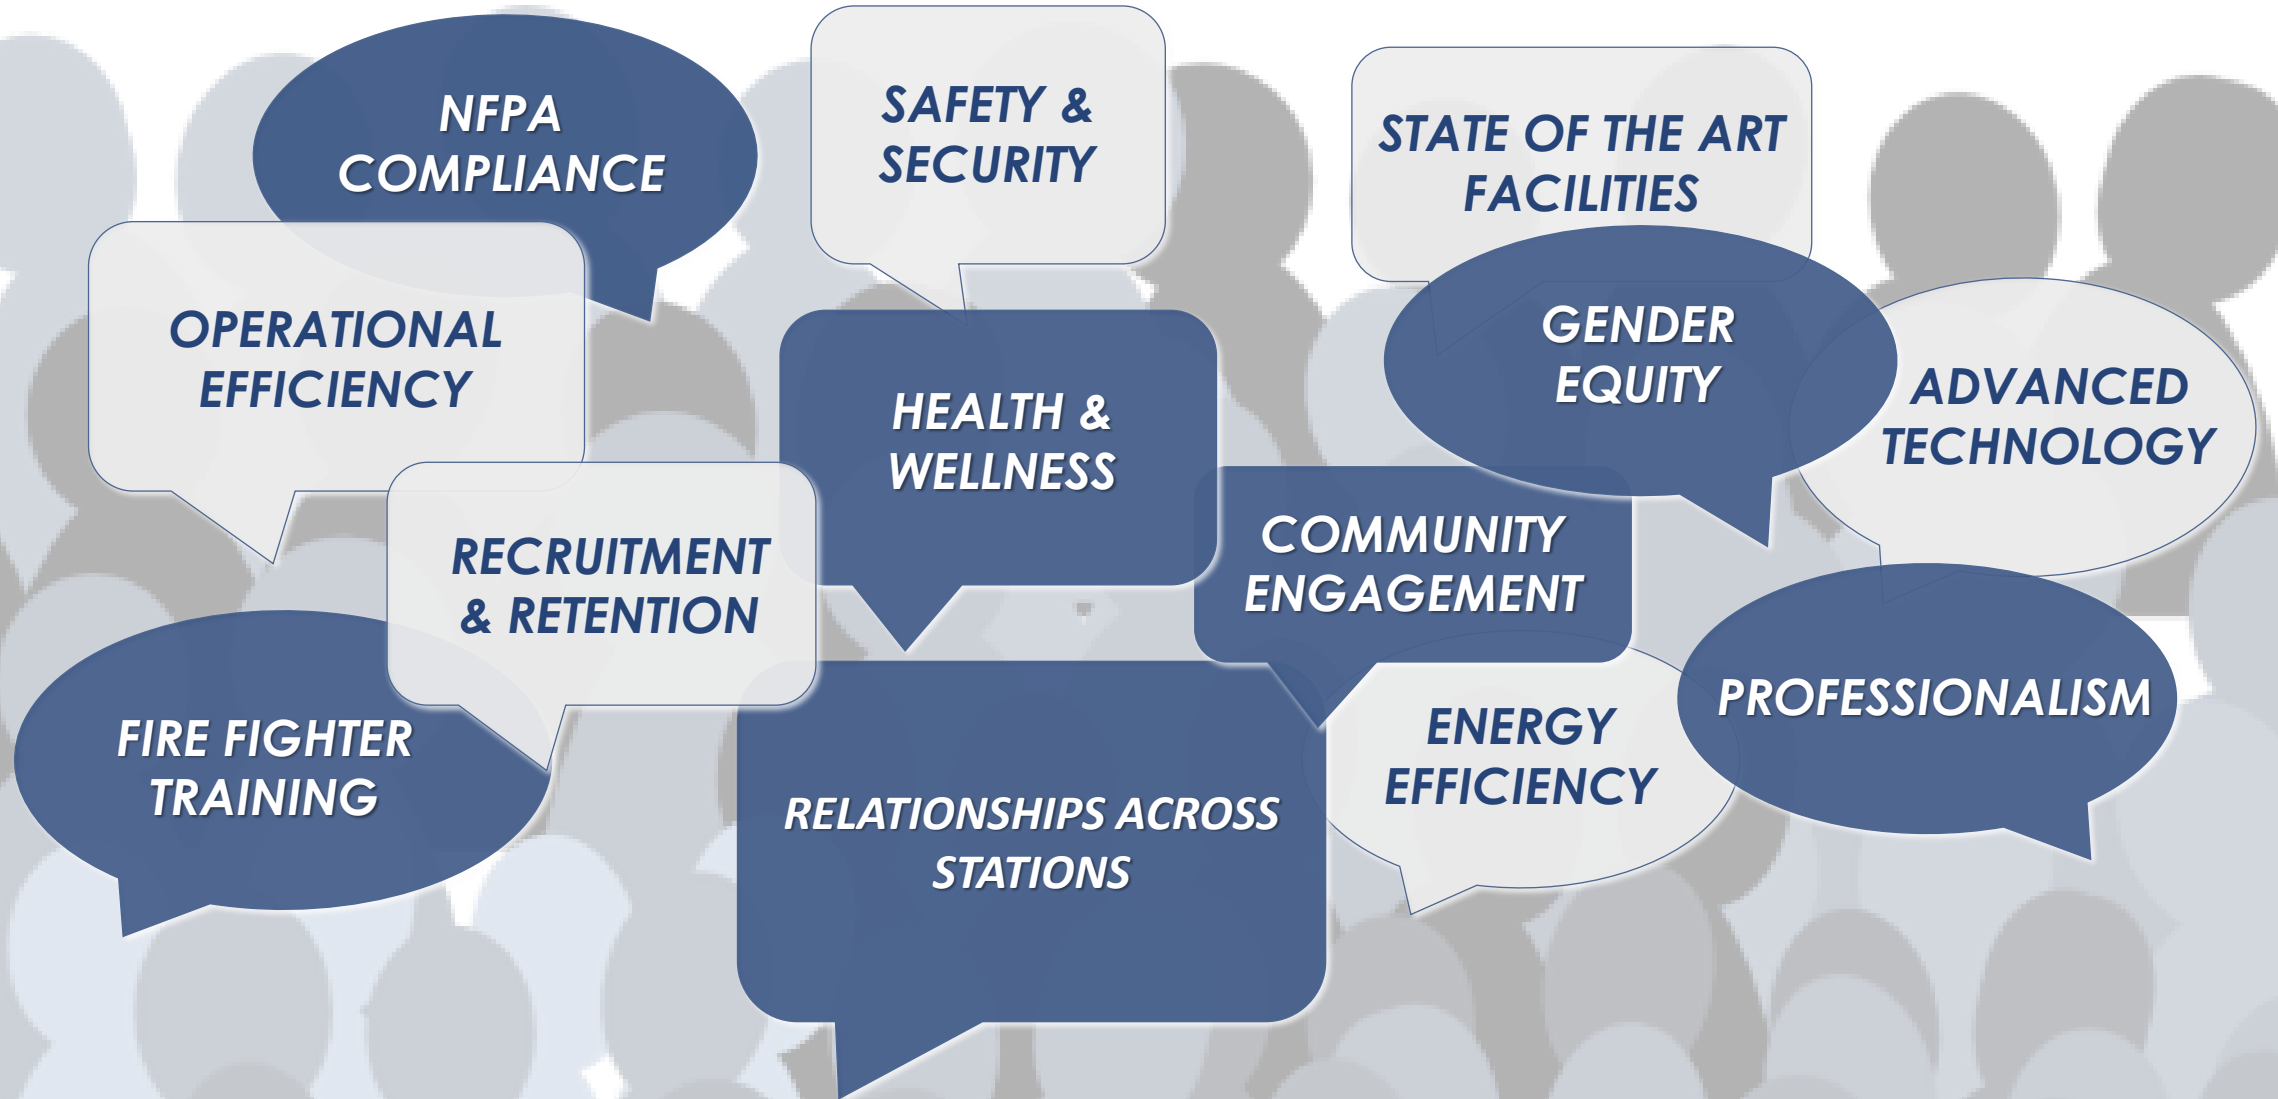 NFPA
COMPLIANCE
SAFETY &
SECURITY
STATE OF THE ART
FACILITIES
OPERATIONAL
EFFICIENCY
HEALTH &
WELLNESS
GENDER
EQUITY
ADVANCED
TECHNOLOGY
RECRUITMENT
& RETENTION
COMMUNITY
ENGAGEMENT
FIRE FIGHTER
TRAINING
RELATIONSHIPS ACROSS
STATIONS
ENERGY
EFFICIENCY
PROFESSIONALISM